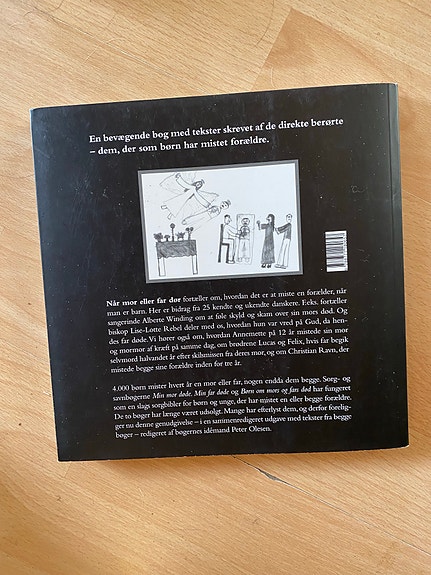 En bevægende bog med tekster skrevet af de direkte berørte
– dem, der som børn har mistet forældre.
Når mor eller far dør fortæller om, hvordan det er at miste en forælder, når
man er barn. Her er bidrag fra 25 kendte og ukendte danskere. F.eks. fortæller
sangerinde Alberte Winding om at føle skyld og skam over sin mors død. Og
biskop Lise-Lotte Rebel deler med os, hvordan hun var vred på Gud, da hen-
des far døde. Vi hører også om, hvordan Annemette på 12 år mistede sin mor
og mormor af kræft på samme dag, om brødrene Lucas og Felix, hvis far begik
selvmord halvandet år efter skilsmissen fra deres mor, og om Christian Ravn, der
mistede begge sine forældre inden for tre år.
4.000 børn mister hvert år en mor eller far, nogen endda dem begge. Sorg- og
savnbøgerne Min mor døde, Min far døde og Børn om mors og fars død har fungeret
som en slags sorgbibler for børn og unge, der har mistet en eller begge forældre.
De to bøger har længe været udsolgt. Mange har efterlyst dem, og derfor forelig-
ger nu denne genudgivelse – i en sammenredigeret udgave med tekster fra begge
bøger – redigeret af bøgernes idémand Peter Olesen.